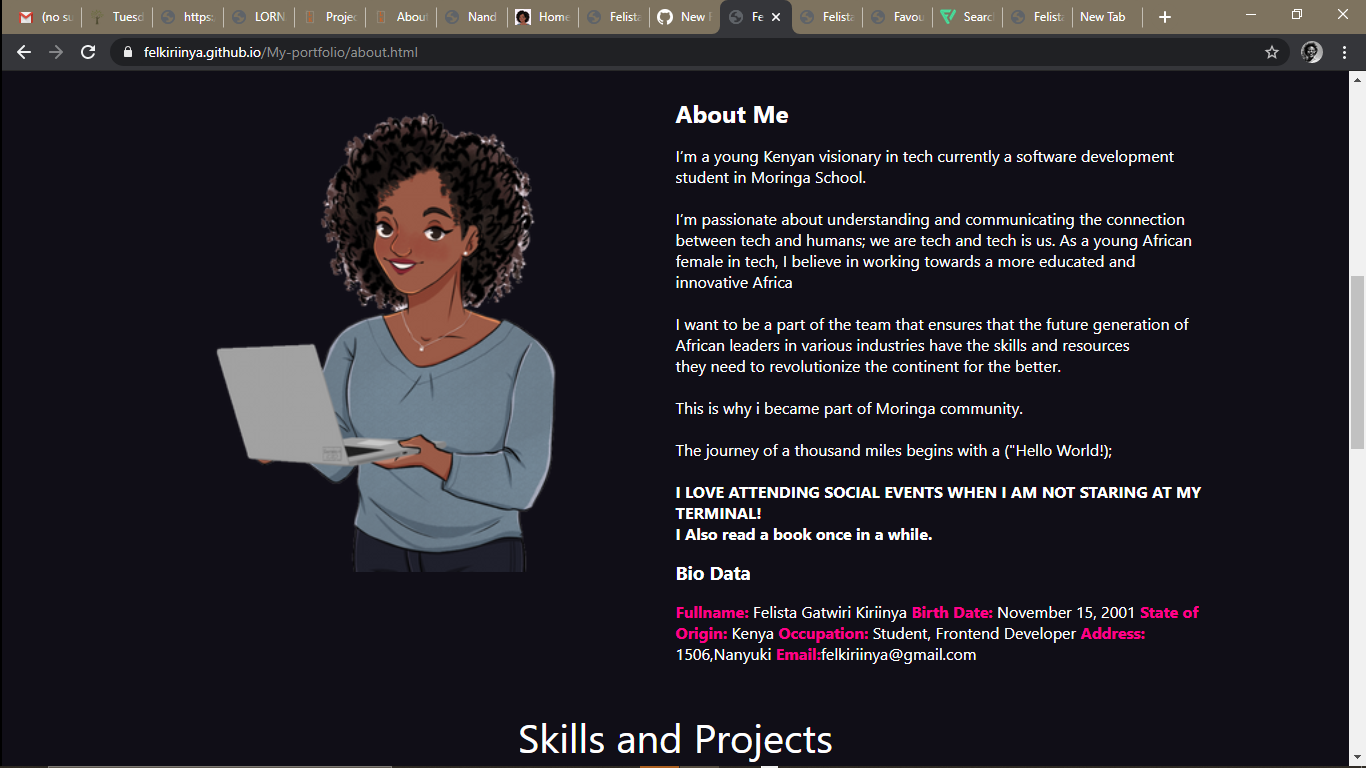 (no su
Tuesd
https:
LORN
Projec
About
Nand
Home
Felista
New F
Fe
Felista
Favou
Searc
Felista
New Tab
felkiriinya.github.io/My-portfolio/about.html
About Me
I’m a young Kenyan visionary in tech currently a software development
student in Moringa School.
I’m passionate about understanding and communicating the connection
between tech and humans; we are tech and tech is us. As a young African
female in tech, I believe in working towards a more educated and
innovative Africa
I want to be a part of the team that ensures that the future generation of
African leaders in various industries have the skills and resources
they need to revolutionize the continent for the better.
This is why i became part of Moringa community.
The journey of a thousand miles begins with a ("Hello World!);
I LOVE ATTENDING SOCIAL EVENTS WHEN I AM NOT STARING AT MY
TERMINAL!
I Also read a book once in a while.
Bio Data
Fullname: Felista Gatwiri Kiriinya Birth Date: November 15, 2001 State of
Origin: Kenya Occupation: Student, Frontend Developer Address:
1506,Nanyuki Email:felkiriinya@gmail.com
Skills and Projects